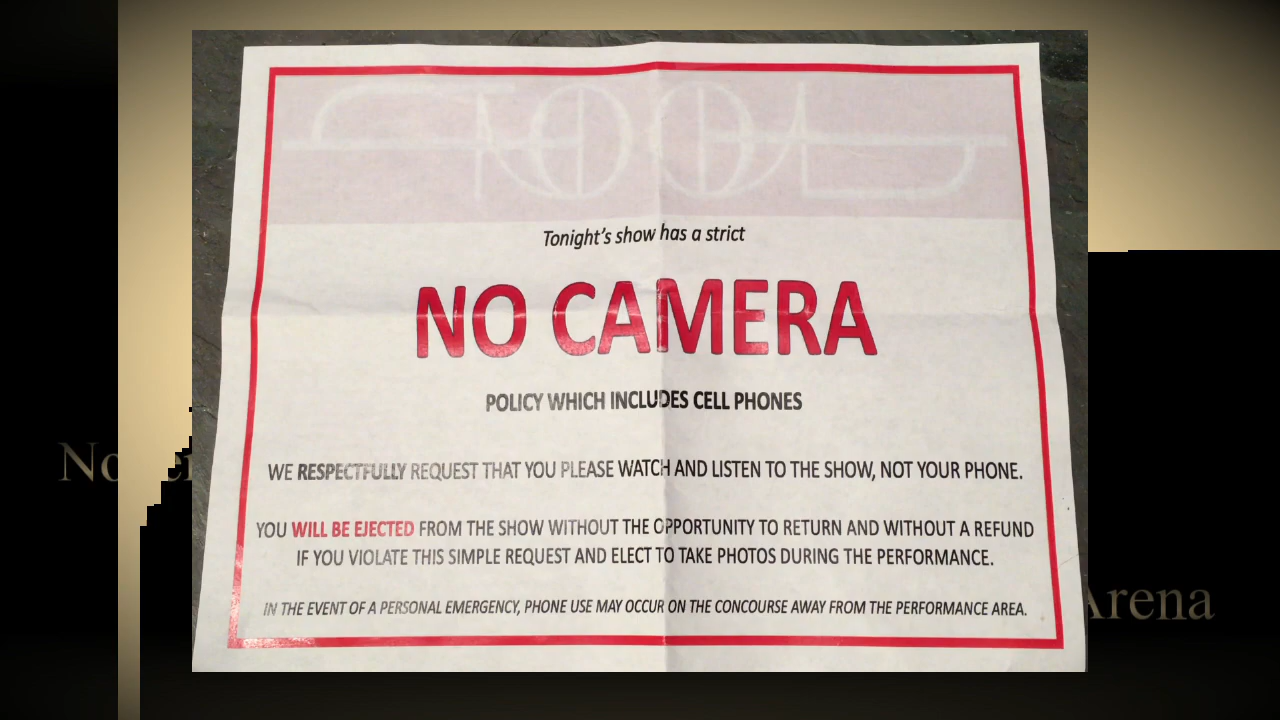 TOOL
Tonight's show has a strict
NO CAMERA
POLICY WHICH INCLUDES CELL PHONES
WE RESPECTFULLY REQUEST THAT YOU PLEASE WATCH AND LISTEN TO THE SHOW, NOT YOUR PHONE.
YOU WILL BE EJECTED FROM THE SHOW WITHOUT THE OPPORTUNITY TO RETURN AND WITHOUT A REFUND
IF YOU VIOLATE THIS SIMPLE REQUEST AND ELECT TO TAKE PHOTOS DURING THE PERFORMANCE.
IN THE EVENT OF A PERSONAL EMERGENCY, PHONE USE MAY OCCUR ON THE CONCOURSE AWAY FROM THE PERFORMANCE AREA.
Arena